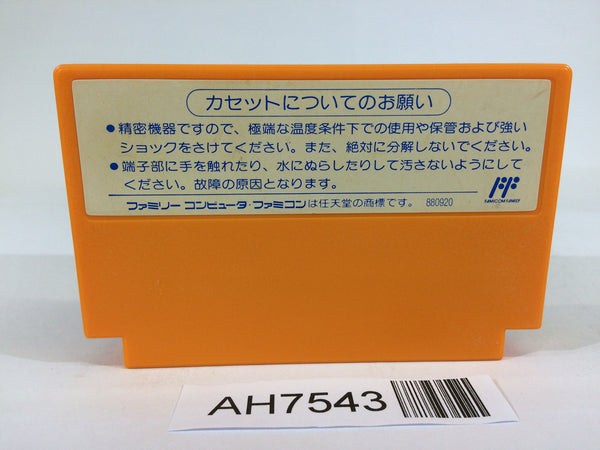 カセットについてのお願い
●精密機器ですので、極端な温度条件下での使用や保管および強い
ショックをさけてください。また、絶対に分解しないでください。
●端子部に手を触れたり、水にぬらしたりして汚さないようにして
ください。故障の原因となります。
FF
FAMICOM FAMILY
ファミリー コンピュータ・ファミコンは任天堂の商標です。 880920
AH7543